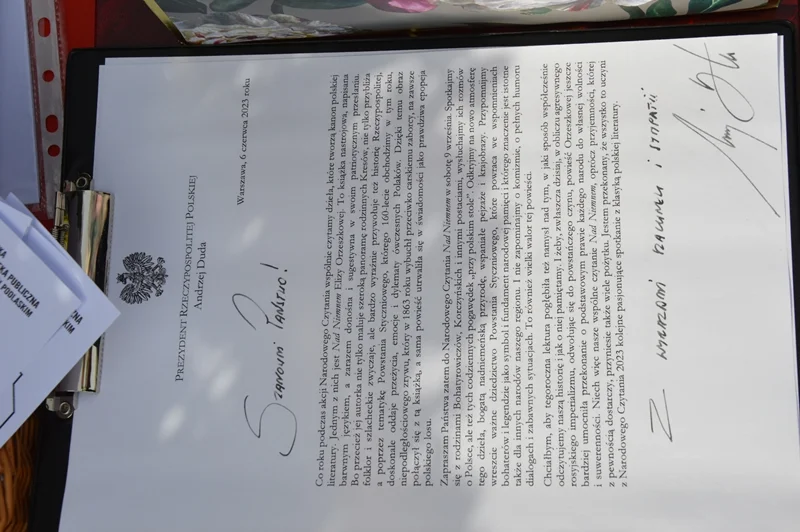 PREZYDENT RZECZYPOSPOLITEJ POLSKIEJ
Andrzej Duda
Warszawa, 6 czerwca 2023 roku
Szanowni Państwo!
Co roku podczas akcji Narodowego Czytania wspólnie czytamy dzieła, które tworzą kanon polskiej
literatury. Jednym z nich jest Nad Niemnem Elizy Orzeszkowej. To książka nastrojowa, napisana
barwnym językiem, a zarazem doniosła i sugestywna w swoim patriotycznym przesłaniu.
Bo przecież jej autorka nie tylko maluje szeroką panoramę rodzinnych Kresów, nie tylko przybliża
folklor i szlacheckie zwyczaje, ale bardzo wyraźnie przywołuje też historię Rzeczypospolitej,
a poprzez tematykę Powstania Styczniowego, którego 160-lecie obchodzimy w tym roku,
doskonale oddaje przeżycia, emocje i dylematy ówczesnych Polaków. Dzięki temu obraz
niepodległościowego zrywu, który w 1863 roku wybuchł przeciwko carskiemu zaborcy, na zawsze
połączył się z tą książką, a sama powieść utrwaliła się w świadomości jako prawdziwa epopeja
polskiego losu.
Zapraszam Państwa zatem do Narodowego Czytania Nad Niemnem w sobotę 9 września. Spotkajmy
się z rodzinami Bohatyrowiczów, Korczyńskich i innymi postaciami, wysłuchajmy ich rozmów
o Polsce, ale też tych codziennych pogawędek „przy polskim stole”. Odkryjmy na nowo atmosferę
tego dzieła, bogatą nadniemeńską przyrodę, wspaniałe pejzaże i krajobrazy. Przypomnijmy
wreszcie ważne dziedzictwo Powstania Styczniowego, które powraca we wspomnieniach
bohaterów i legendzie jako symbol i fundament narodowej pamięci i którego znaczenie jest istotne
także dla innych narodów naszego regionu. I nie zapominajmy o komizmie, o pełnych humoru
dialogach i zabawnych sytuacjach. To również wielki walor tej powieści.
Chciałbym, aby tegoroczna lektura pogłębiła też namysł nad tym, w jaki sposób współcześnie
odczytujemy naszą historię i jak o niej pamiętamy. I żeby, zwłaszcza dzisiaj, w obliczu agresywnego
rosyjskiego imperializmu, odwołując się do powstańczego czynu, powieść Orzeszkowej jeszcze
bardziej umocniła przekonanie o podstawowym prawie każdego narodu do własnej wolności
i suwerenności. Niech więc nasze wspólne czytanie Nad Niemnem, oprócz przyjemności, której
z pewnością dostarczy, przyniesie także wiele pożytku. Jestem przekonany, że wszystko to uczyni
z Narodowego Czytania 2023 kolejne pasjonujące spotkanie z klasyką polskiej literatury.
Z wyrazami szacunku i sympatii
KA PUBLICZNA
PODLASKIM